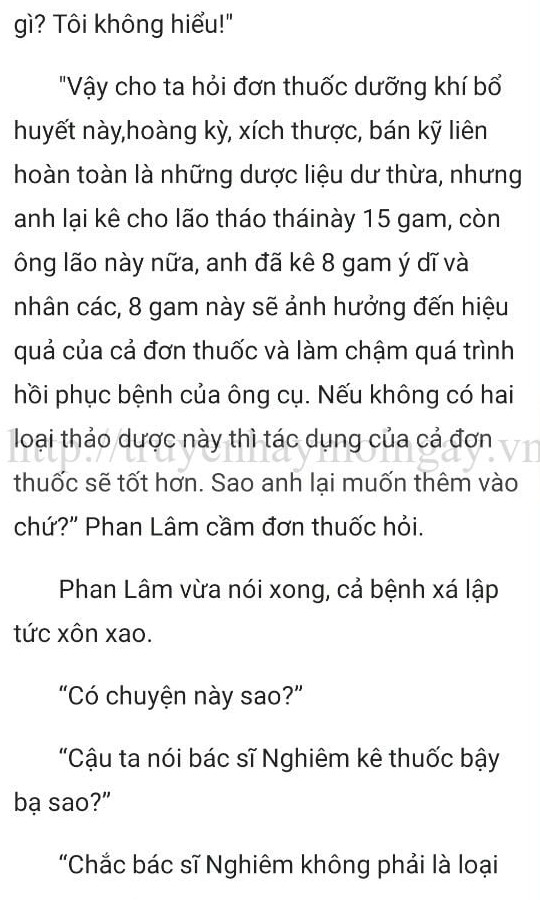 gì? Tôi không hiểu!"
"Vậy cho ta hỏi đơn thuốc dưỡng khí bổ
huyết này,hoàng kỳ, xích thược, bán kỹ liên
hoàn toàn là những dược liệu dư thừa, nhưng
anh lại kê cho lão tháo tháinày 15 gam, còn
ông lão này nữa, anh đã kê 8 gam ý dĩ và
nhân các, 8 gam này sẽ ảnh hưởng đến hiệu
quả của cả đơn thuốc và làm chậm quá trình
hồi phục bệnh của ông cụ. Nếu không có hai
loại thảo dược này thì tác dụng của cả đơn
http://truyenhaymoingay.vn
thuốc sẽ tốt hơn. Sao anh lại muốn thêm vào
chứ?” Phan Lâm cầm đơn thuốc hỏi.
Phan Lâm vừa nói xong, cả bệnh xá lập
tức xôn xao.
“Có chuyện này sao?”
“Cậu ta nói bác sĩ Nghiêm kê thuốc bậy
bạ sao?”
“Chắc bác sĩ Nghiêm không phải là loại